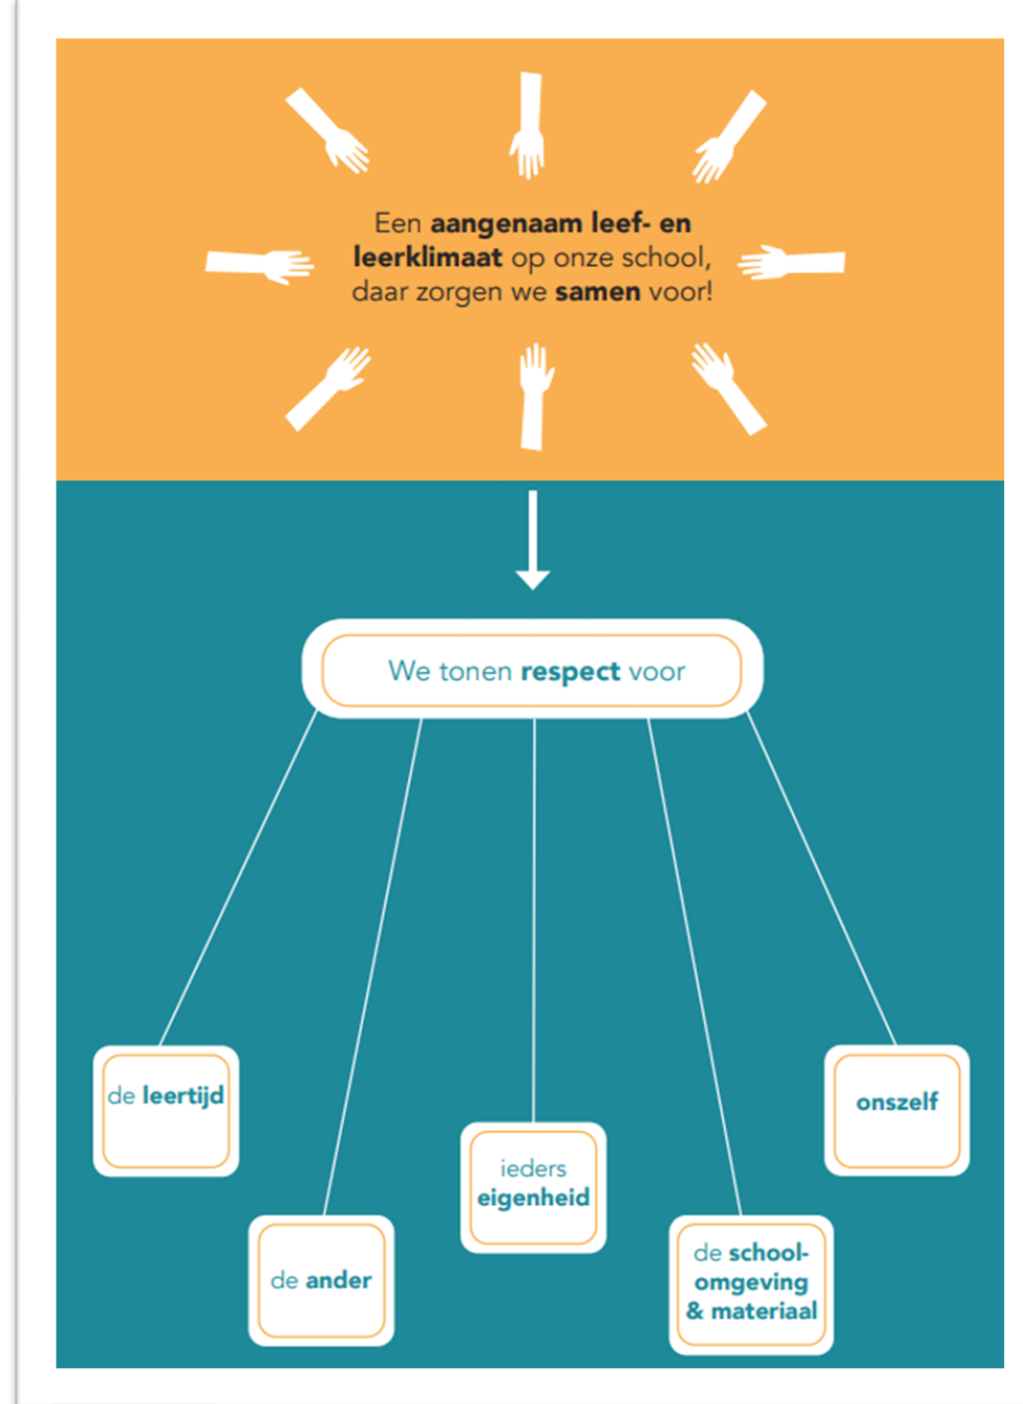 Een aangenaam leef- en
leerklimaat op onze school,
daar zorgen we samen voor!
We tonen respect voor
de leertijd
de ander
ieders
eigenheid
de school-
omgeving
& materiaal
onszelf